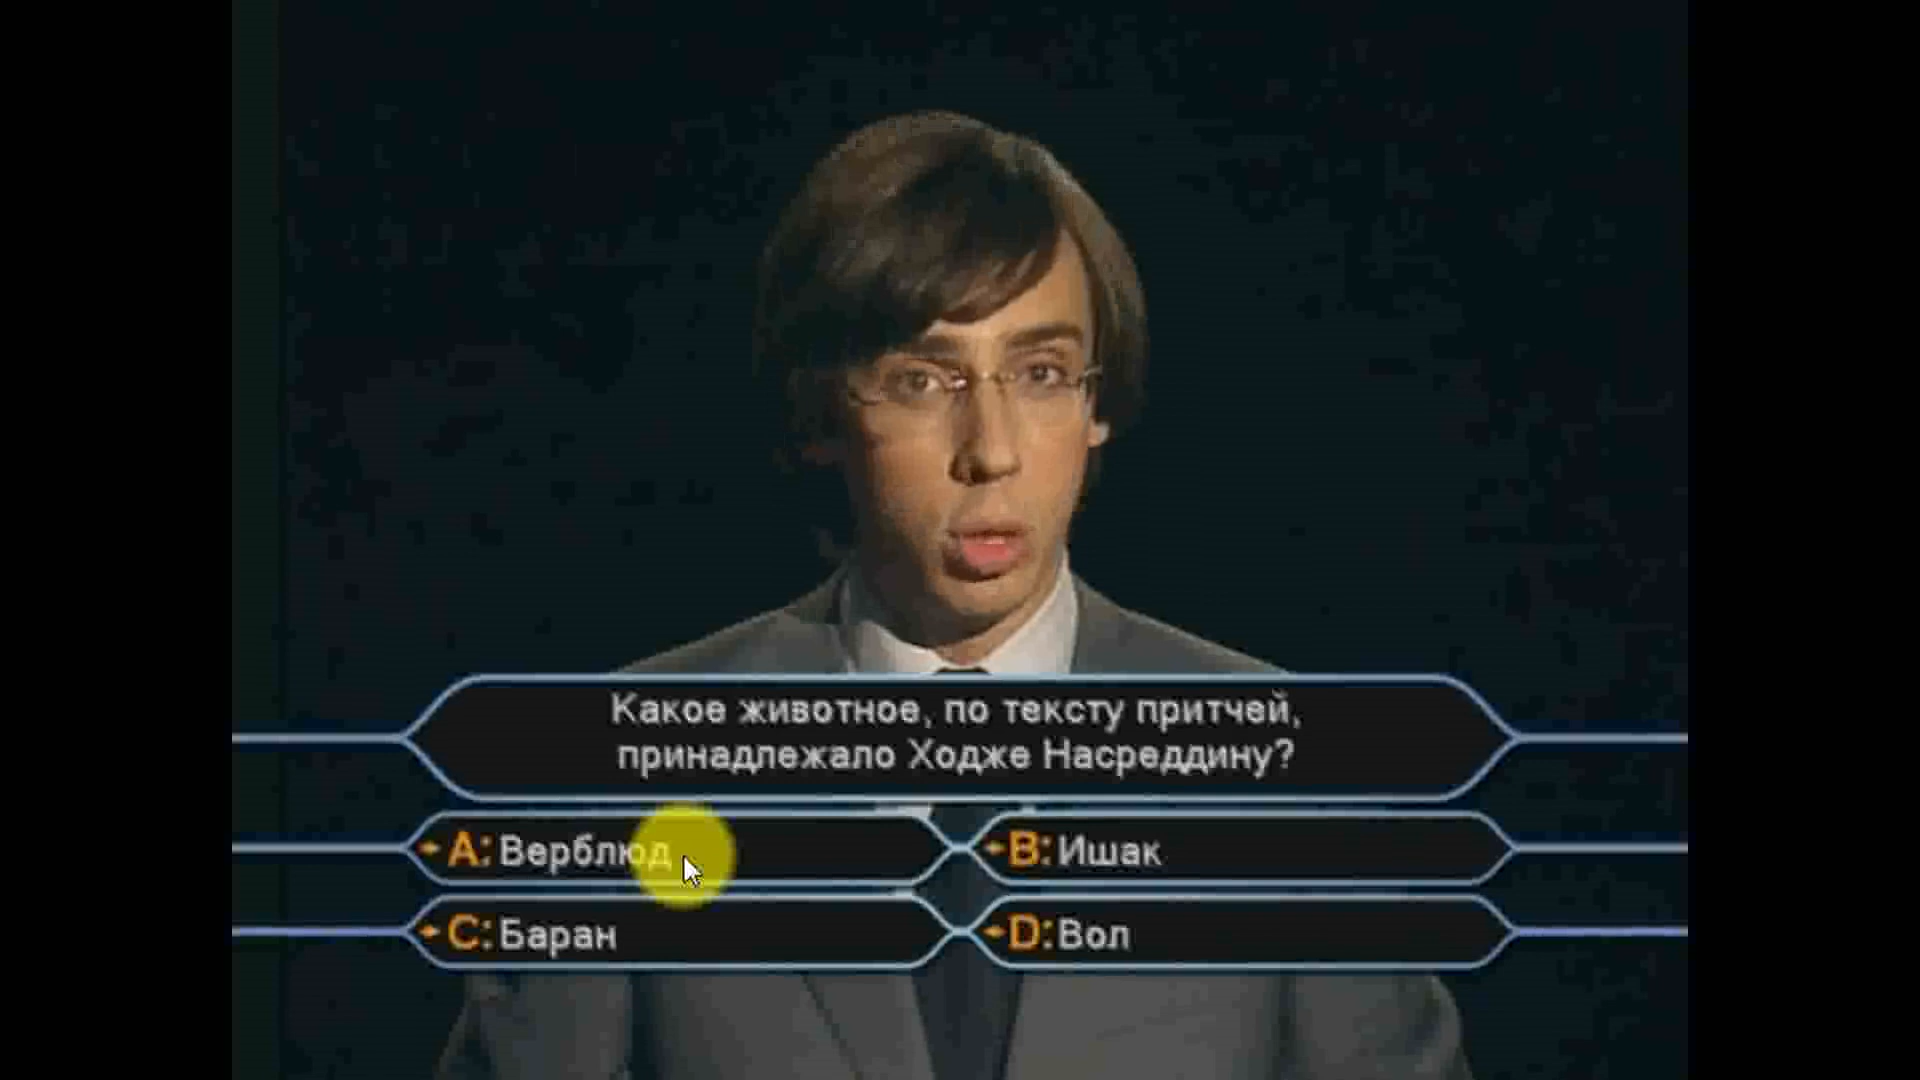 Какое животное, по тексту притчей,
принадлежало Ходже Насреддину?
A: Верблюд
B: Ишак
C: Баран
D: Вол